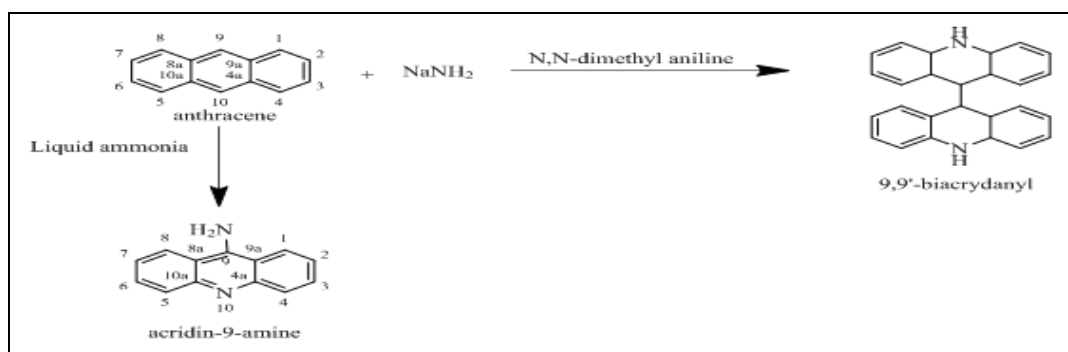 8 9 1
7 8a 9a 2
6 10a 4a 3
5 10 4
anthracene
+ NaNH2
N,N-dimethyl aniline
H
N
N
H
9,9'-biacrydanyl
Liquid ammonia
H2N
8 1
7 8a 9 9a 2
6 10a 4a 3
5 N 4
10
acridin-9-amine